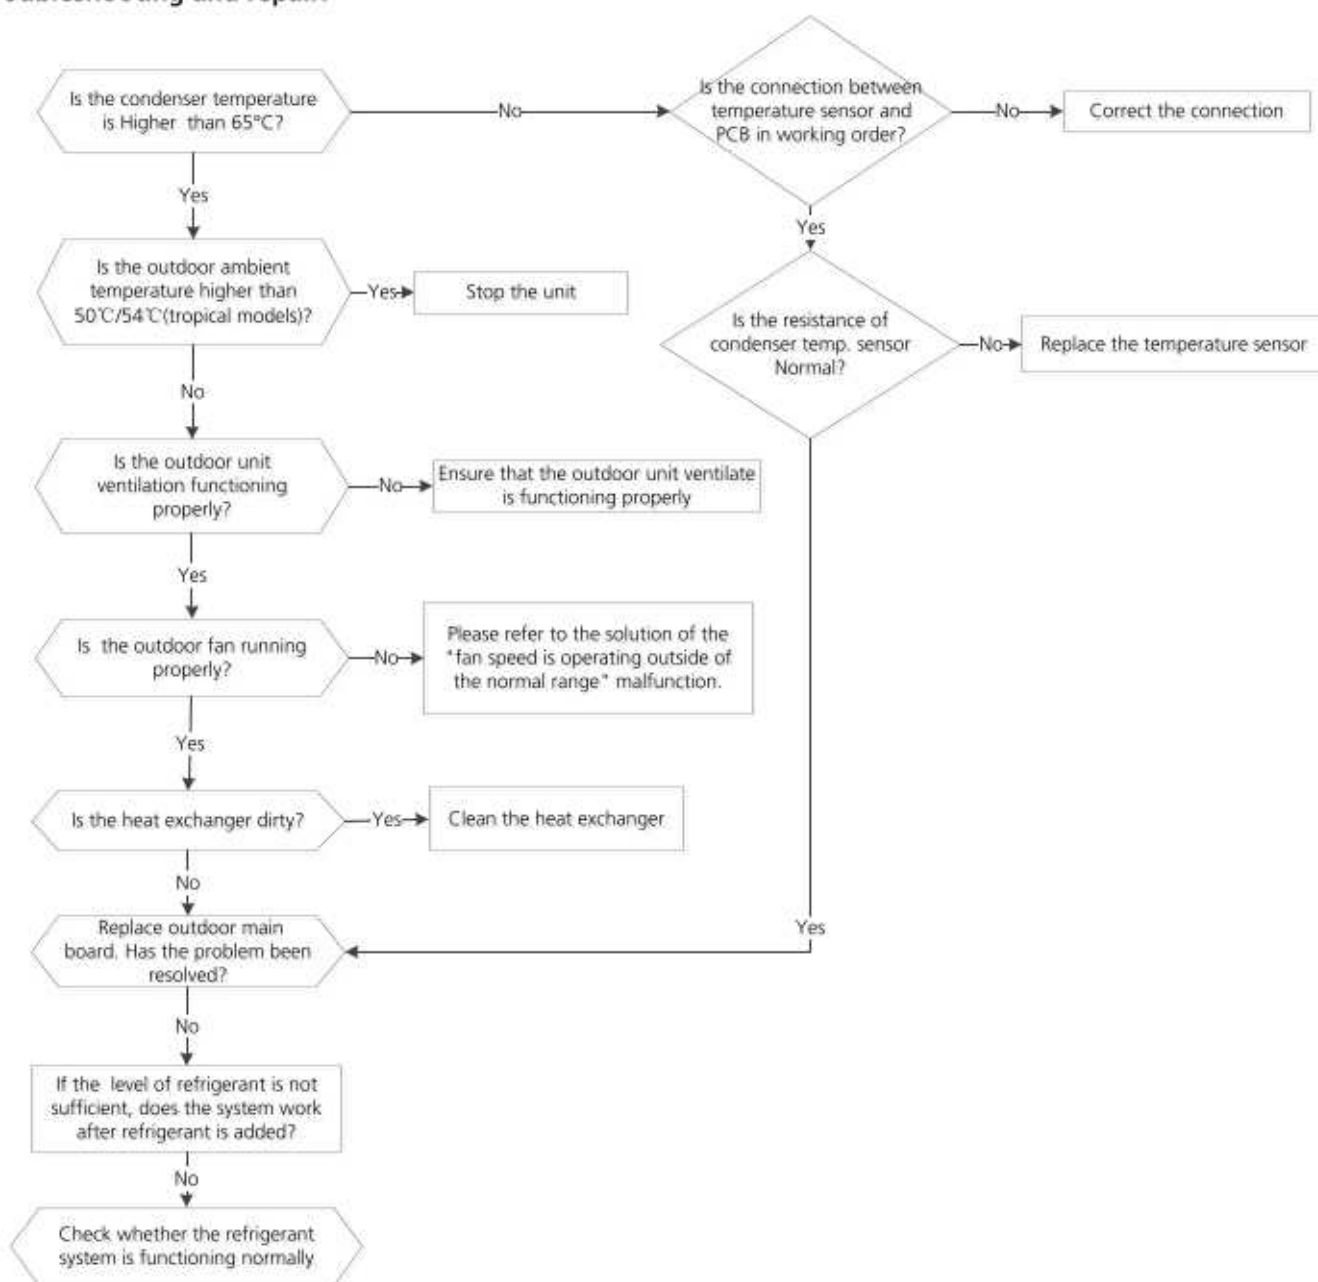 and repair
Is the condenser temperature
is Higher than 65°C?
No
Is the connection between
temperature sensor and
PCB in working order?
No
Correct the connection
Yes
Yes
Is the outdoor ambient
temperature higher than
50℃/54℃(tropical models)?
Yes
Stop the unit
Is the resistance of
condenser temp. sensor
Normal?
No
Replace the temperature sensor
No
Is the outdoor unit
ventilation functioning
properly?
No
Ensure that the outdoor unit ventilate
is functioning properly
Yes
Is the outdoor fan running
properly?
No
Please refer to the solution of the
"fan speed is operating outside of
the normal range" malfunction.
Yes
Is the heat exchanger dirty?
Yes
Clean the heat exchanger
No
Yes
Replace outdoor main
board. Has the problem been
resolved?
No
If the level of refrigerant is not
sufficient, does the system work
after refrigerant is added?
No
Check whether the refrigerant
system is functioning normally